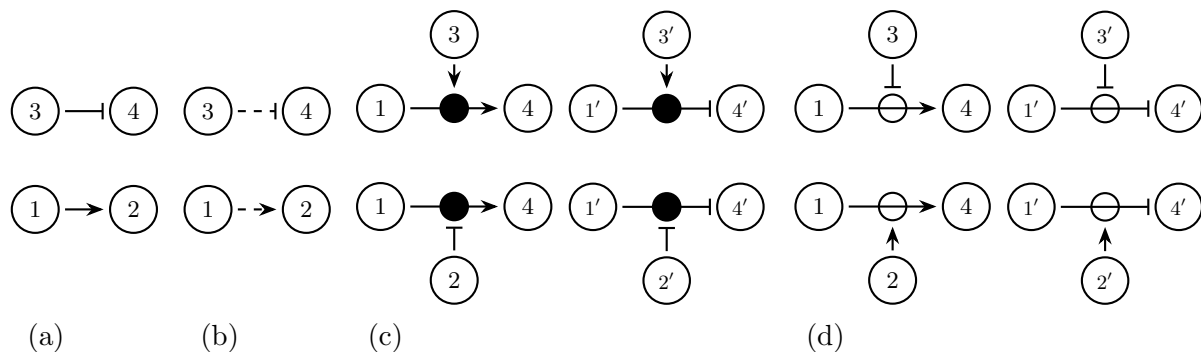 3 3′ 3 3′
3 4 3 4 1 4 1′ 4′ 1 4 1′ 4′
1 2 1 2 1 4 1′ 4′ 1 4 1′ 4′
2 2′ 2 2′
(a) (b) (c) (d)